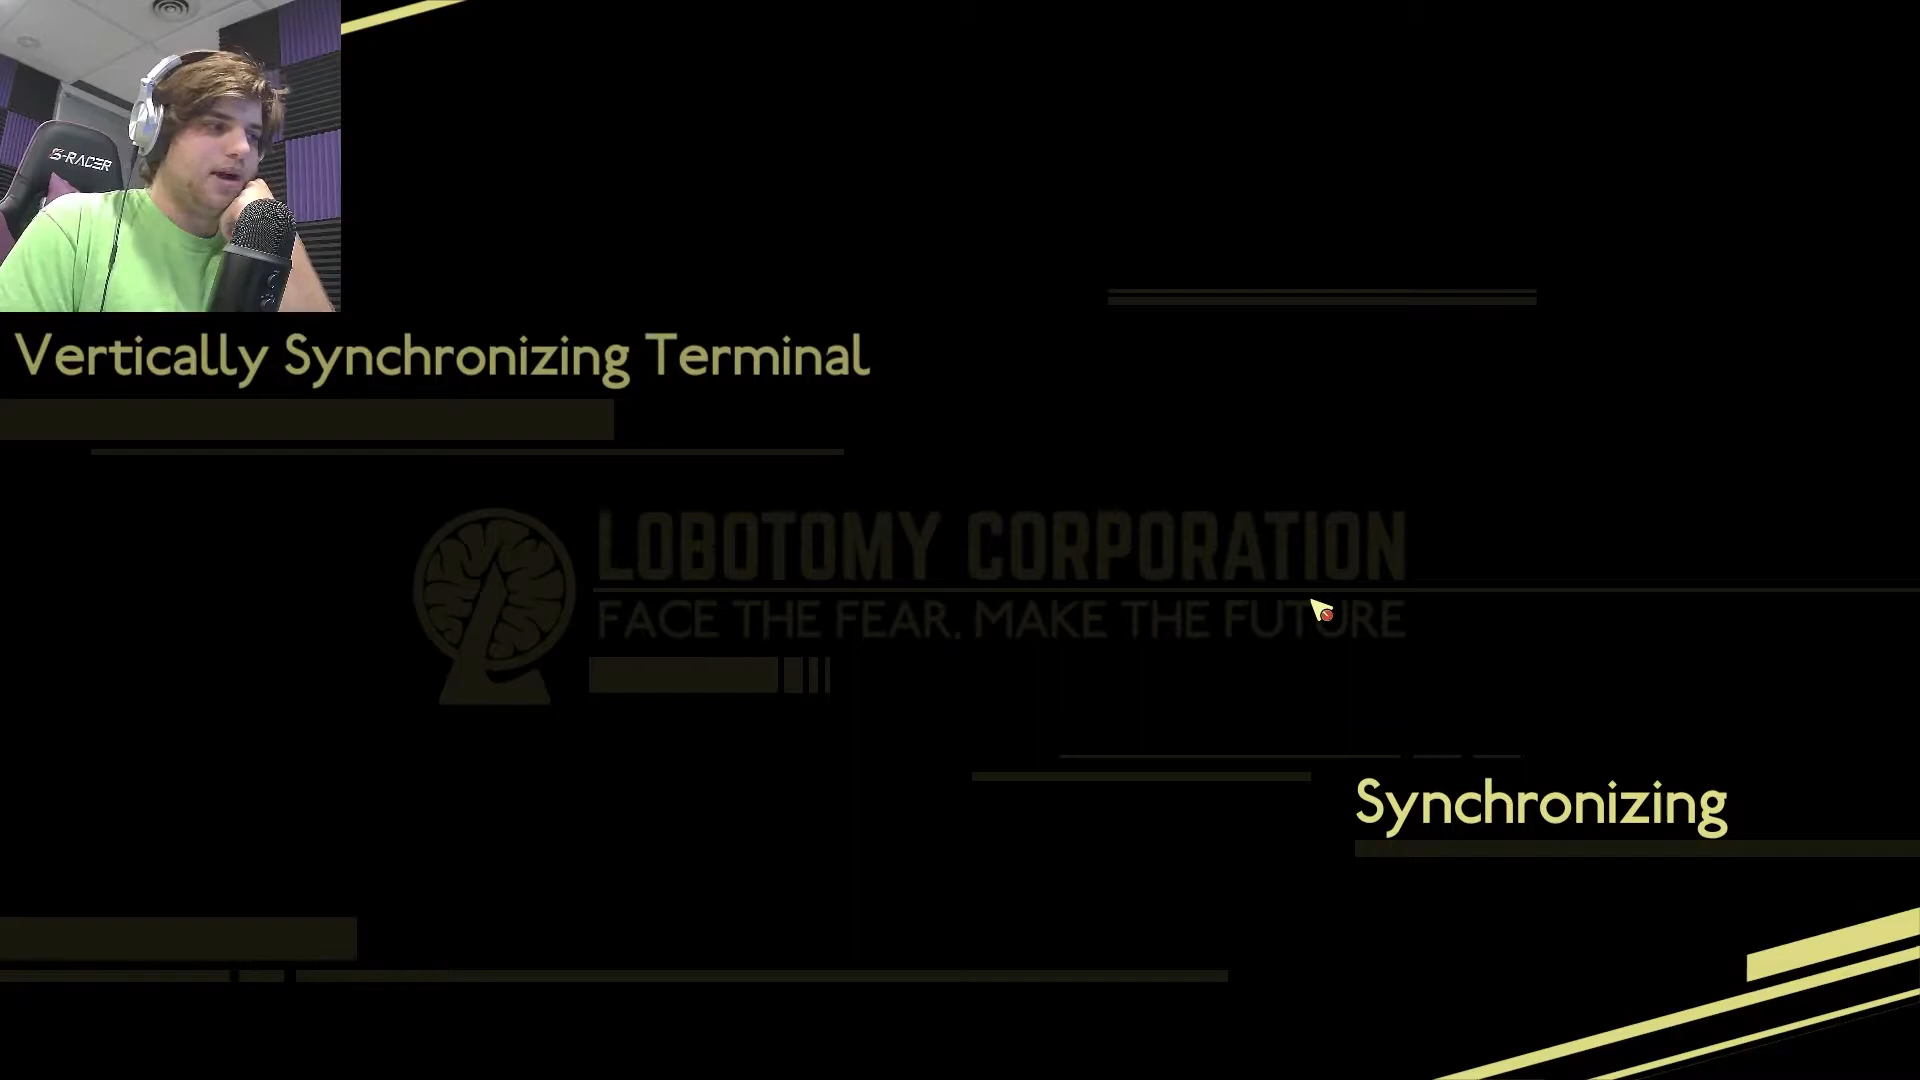 S-RACER
Vertically Synchronizing Terminal
LOBOTOMY CORPORATION
FACE THE FEAR, MAKE THE FUTURE
Synchronizing